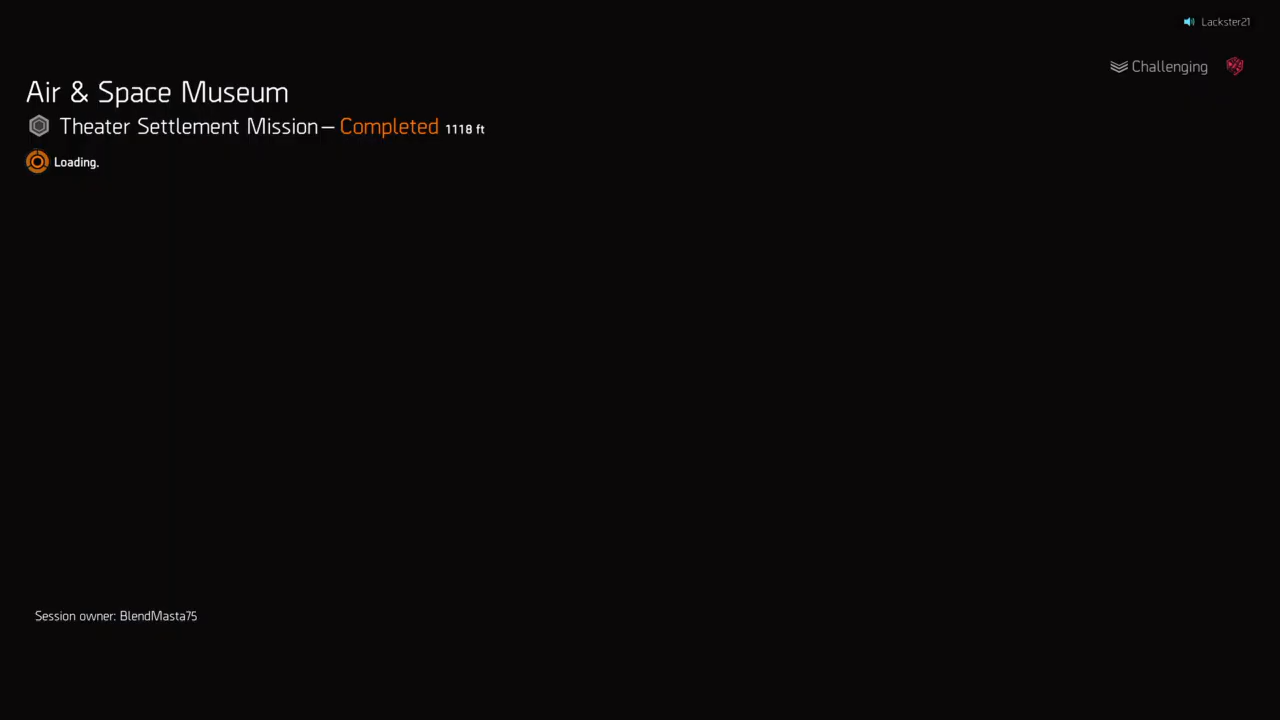 Lackster21
Challenging
Air & Space Museum
Theater Settlement Mission — Completed 1118 ft
Loading.
Session owner: BlendMasta75